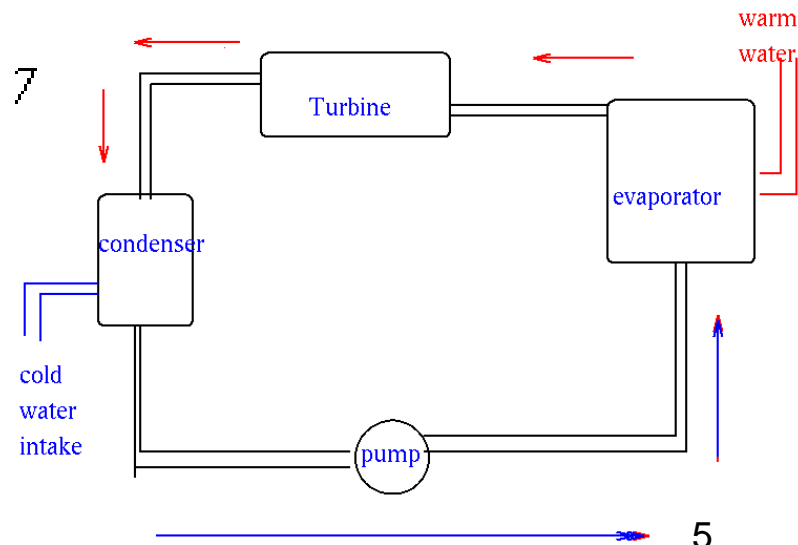 warm
water
7
Turbine
evaporator
condenser
cold
water
intake
pump
5